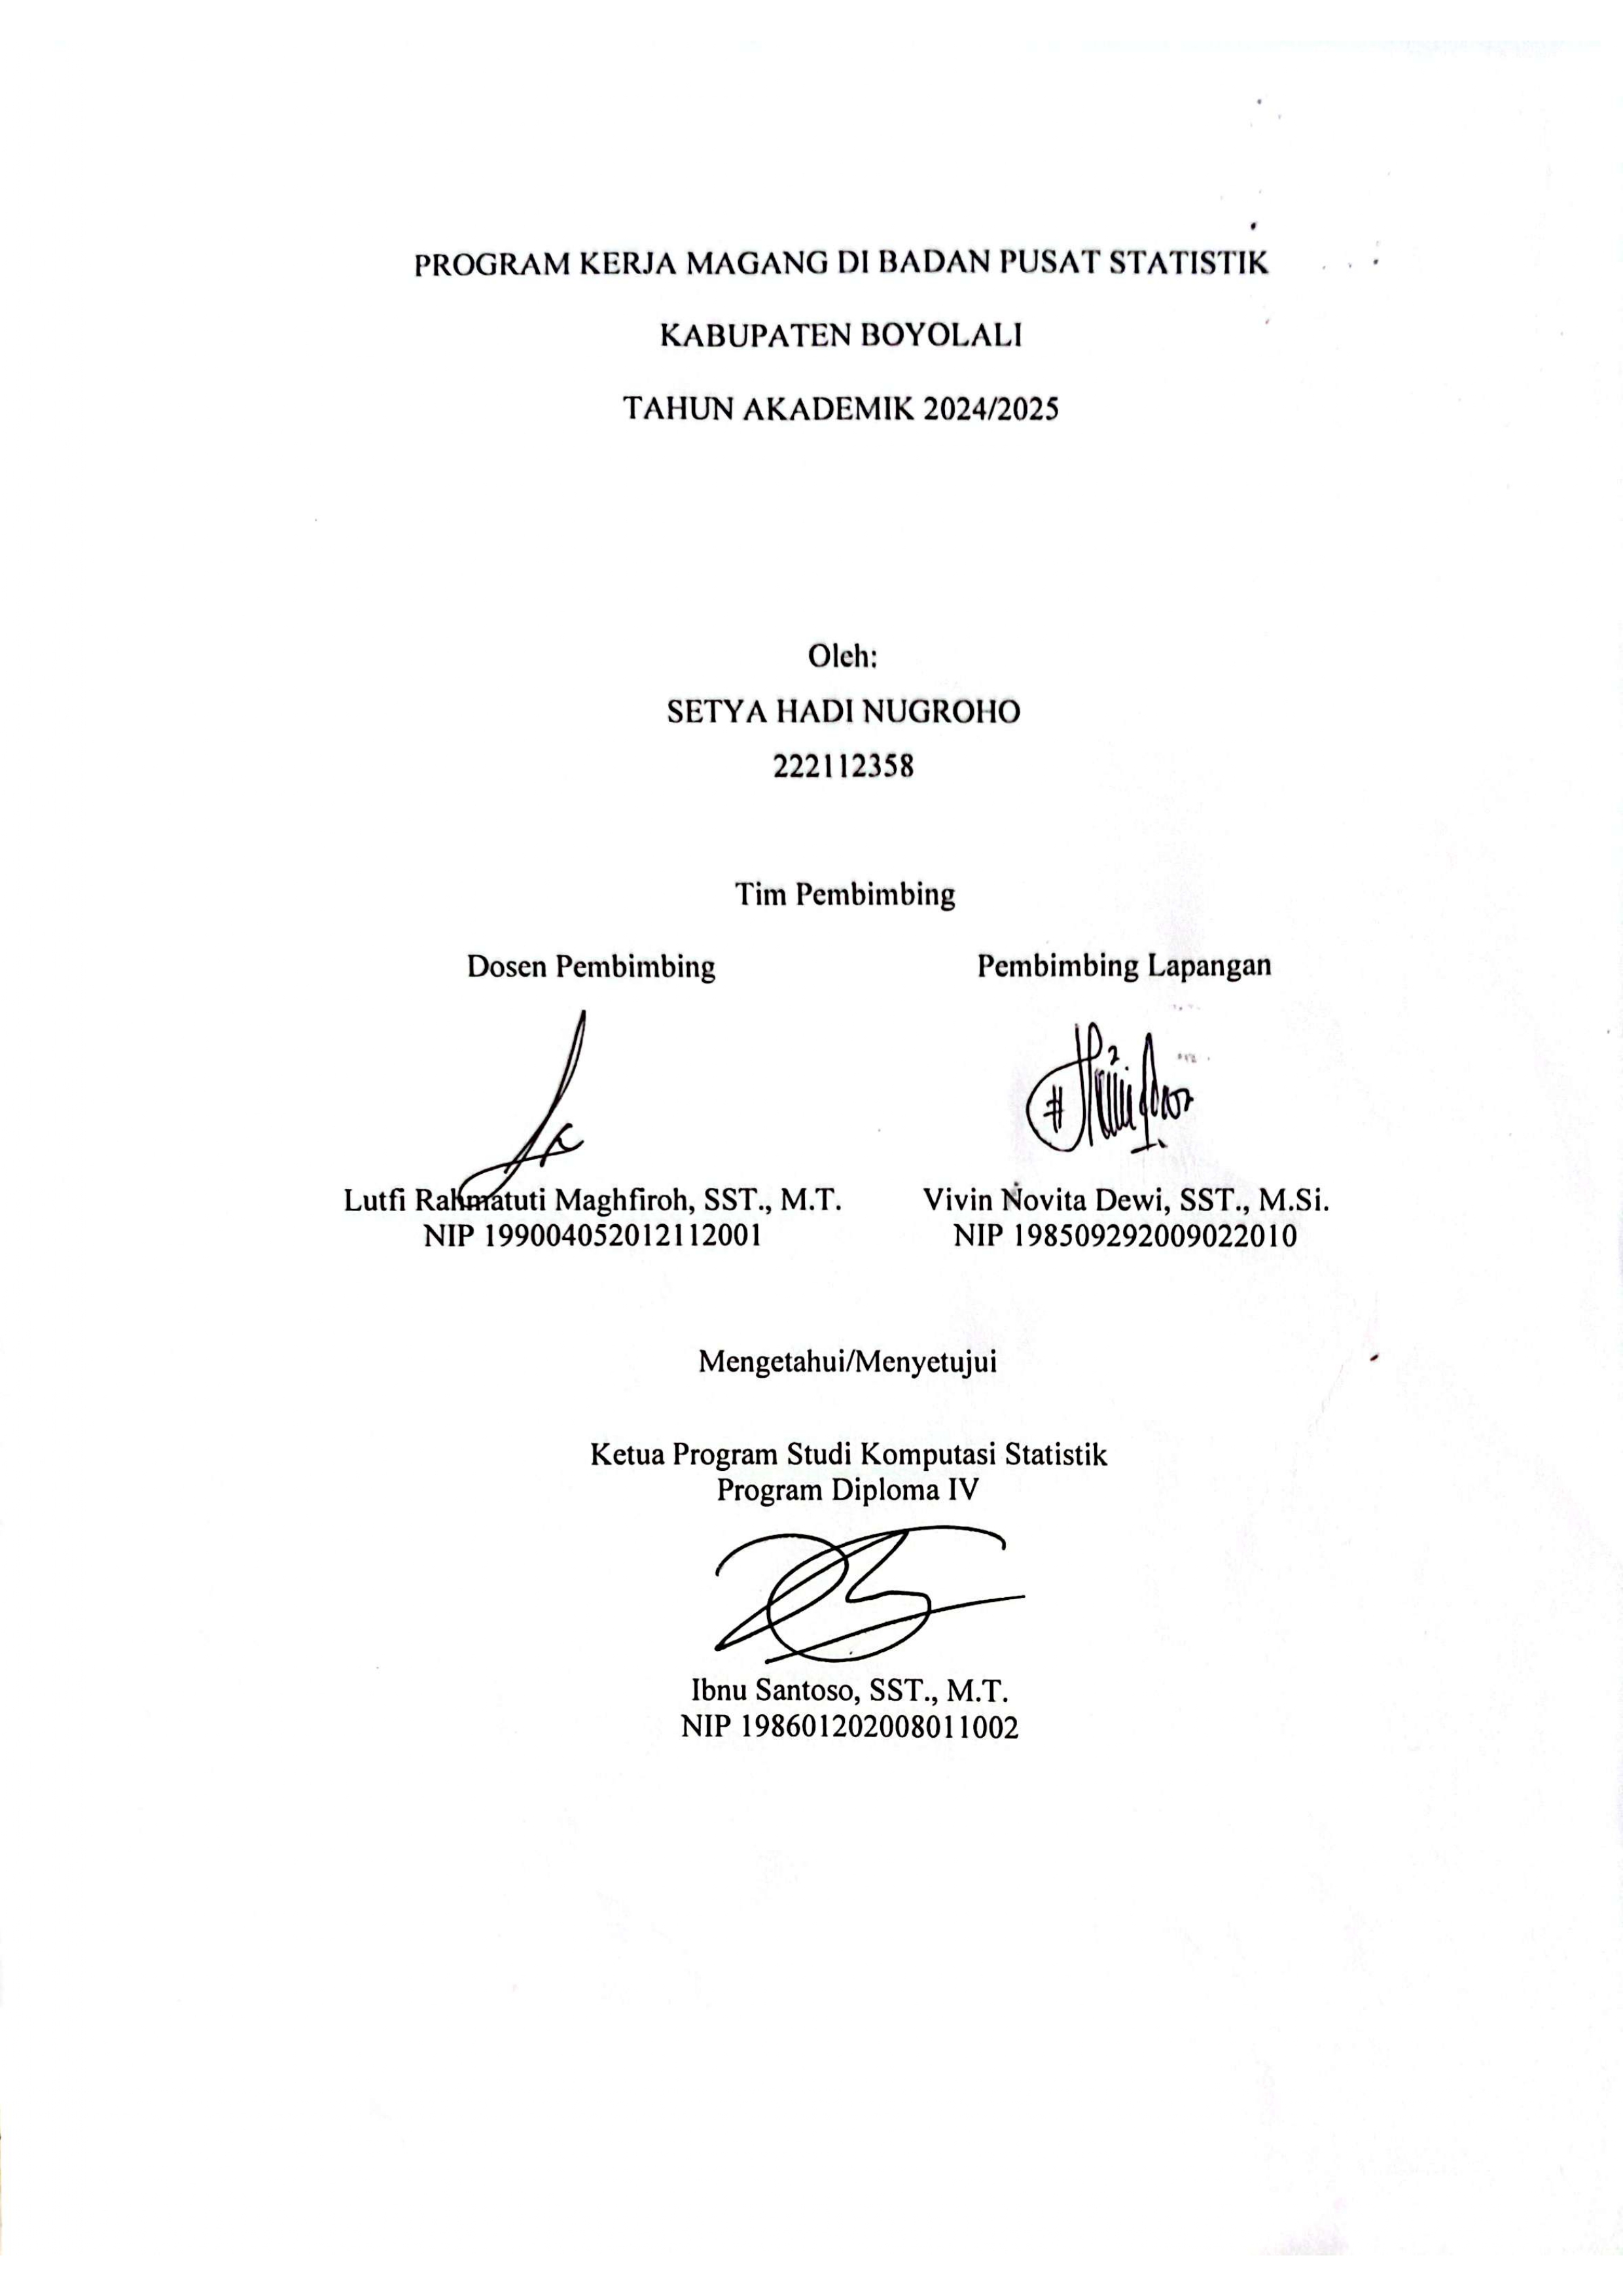 PROGRAM KERJA MAGANG DI BADAN PUSAT STATISTIK
KABUPATEN BOYOLALI
TAHUN AKADEMIK 2024/2025
Oleh:
SETYA HADI NUGROHO
222112358
Tim Pembimbing
Dosen Pembimbing
Pembimbing Lapangan
Lutfi Rahmatuti Maghfiroh, SST., M.T.
NIP 199004052012112001
Vivin Novita Dewi, SST., M.Si.
NIP 198509292009022010
Mengetahui/Menyetujui
Ketua Program Studi Komputasi Statistik
Program Diploma IV
Ibnu Santoso, SST., M.T.
NIP 198601202008011002